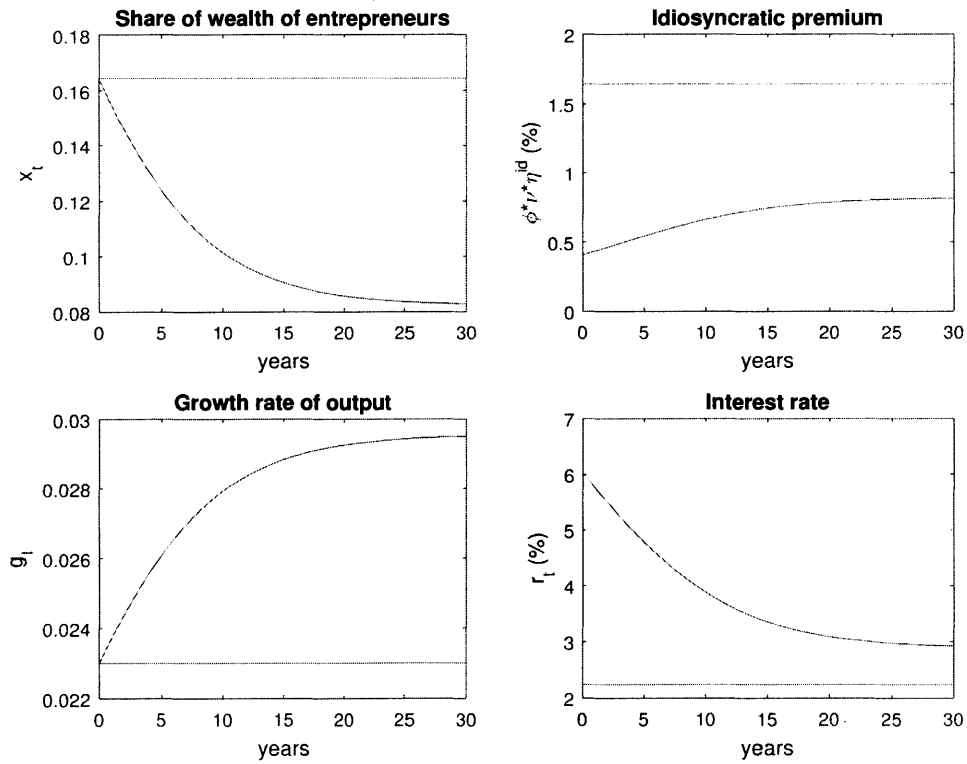 Share of wealth of entrepreneurs
0.18
0.16
0.14
0.12
0.1
0.08
x_t
0 5 10 15 20 25 30
years
Idiosyncratic premium
2
1.5
1
0.5
0
ϕ*ν*η^id (%)
0 5 10 15 20 25 30
years
Growth rate of output
0.03
0.028
0.026
0.024
0.022
g_t
0 5 10 15 20 25 30
years
Interest rate
7
6
5
4
3
2
r_t (%)
0 5 10 15 20 25 30
years